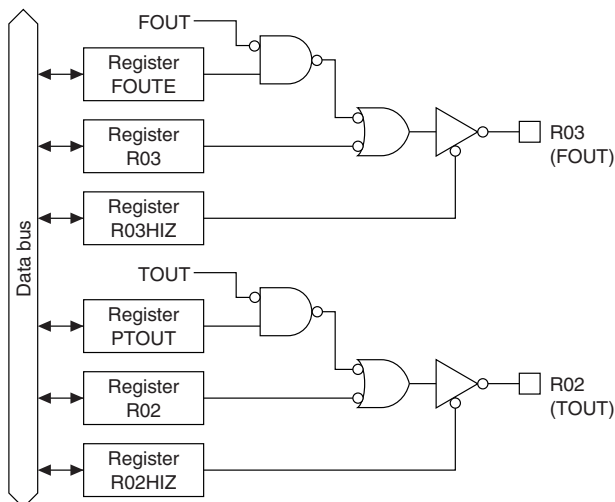 FOUT
Register
FOUTE
Register
R03
R03
(FOUT)
Register
R03HIZ
Data bus
TOUT
Register
PTOUT
Register
R02
R02
(TOUT)
Register
R02HIZ